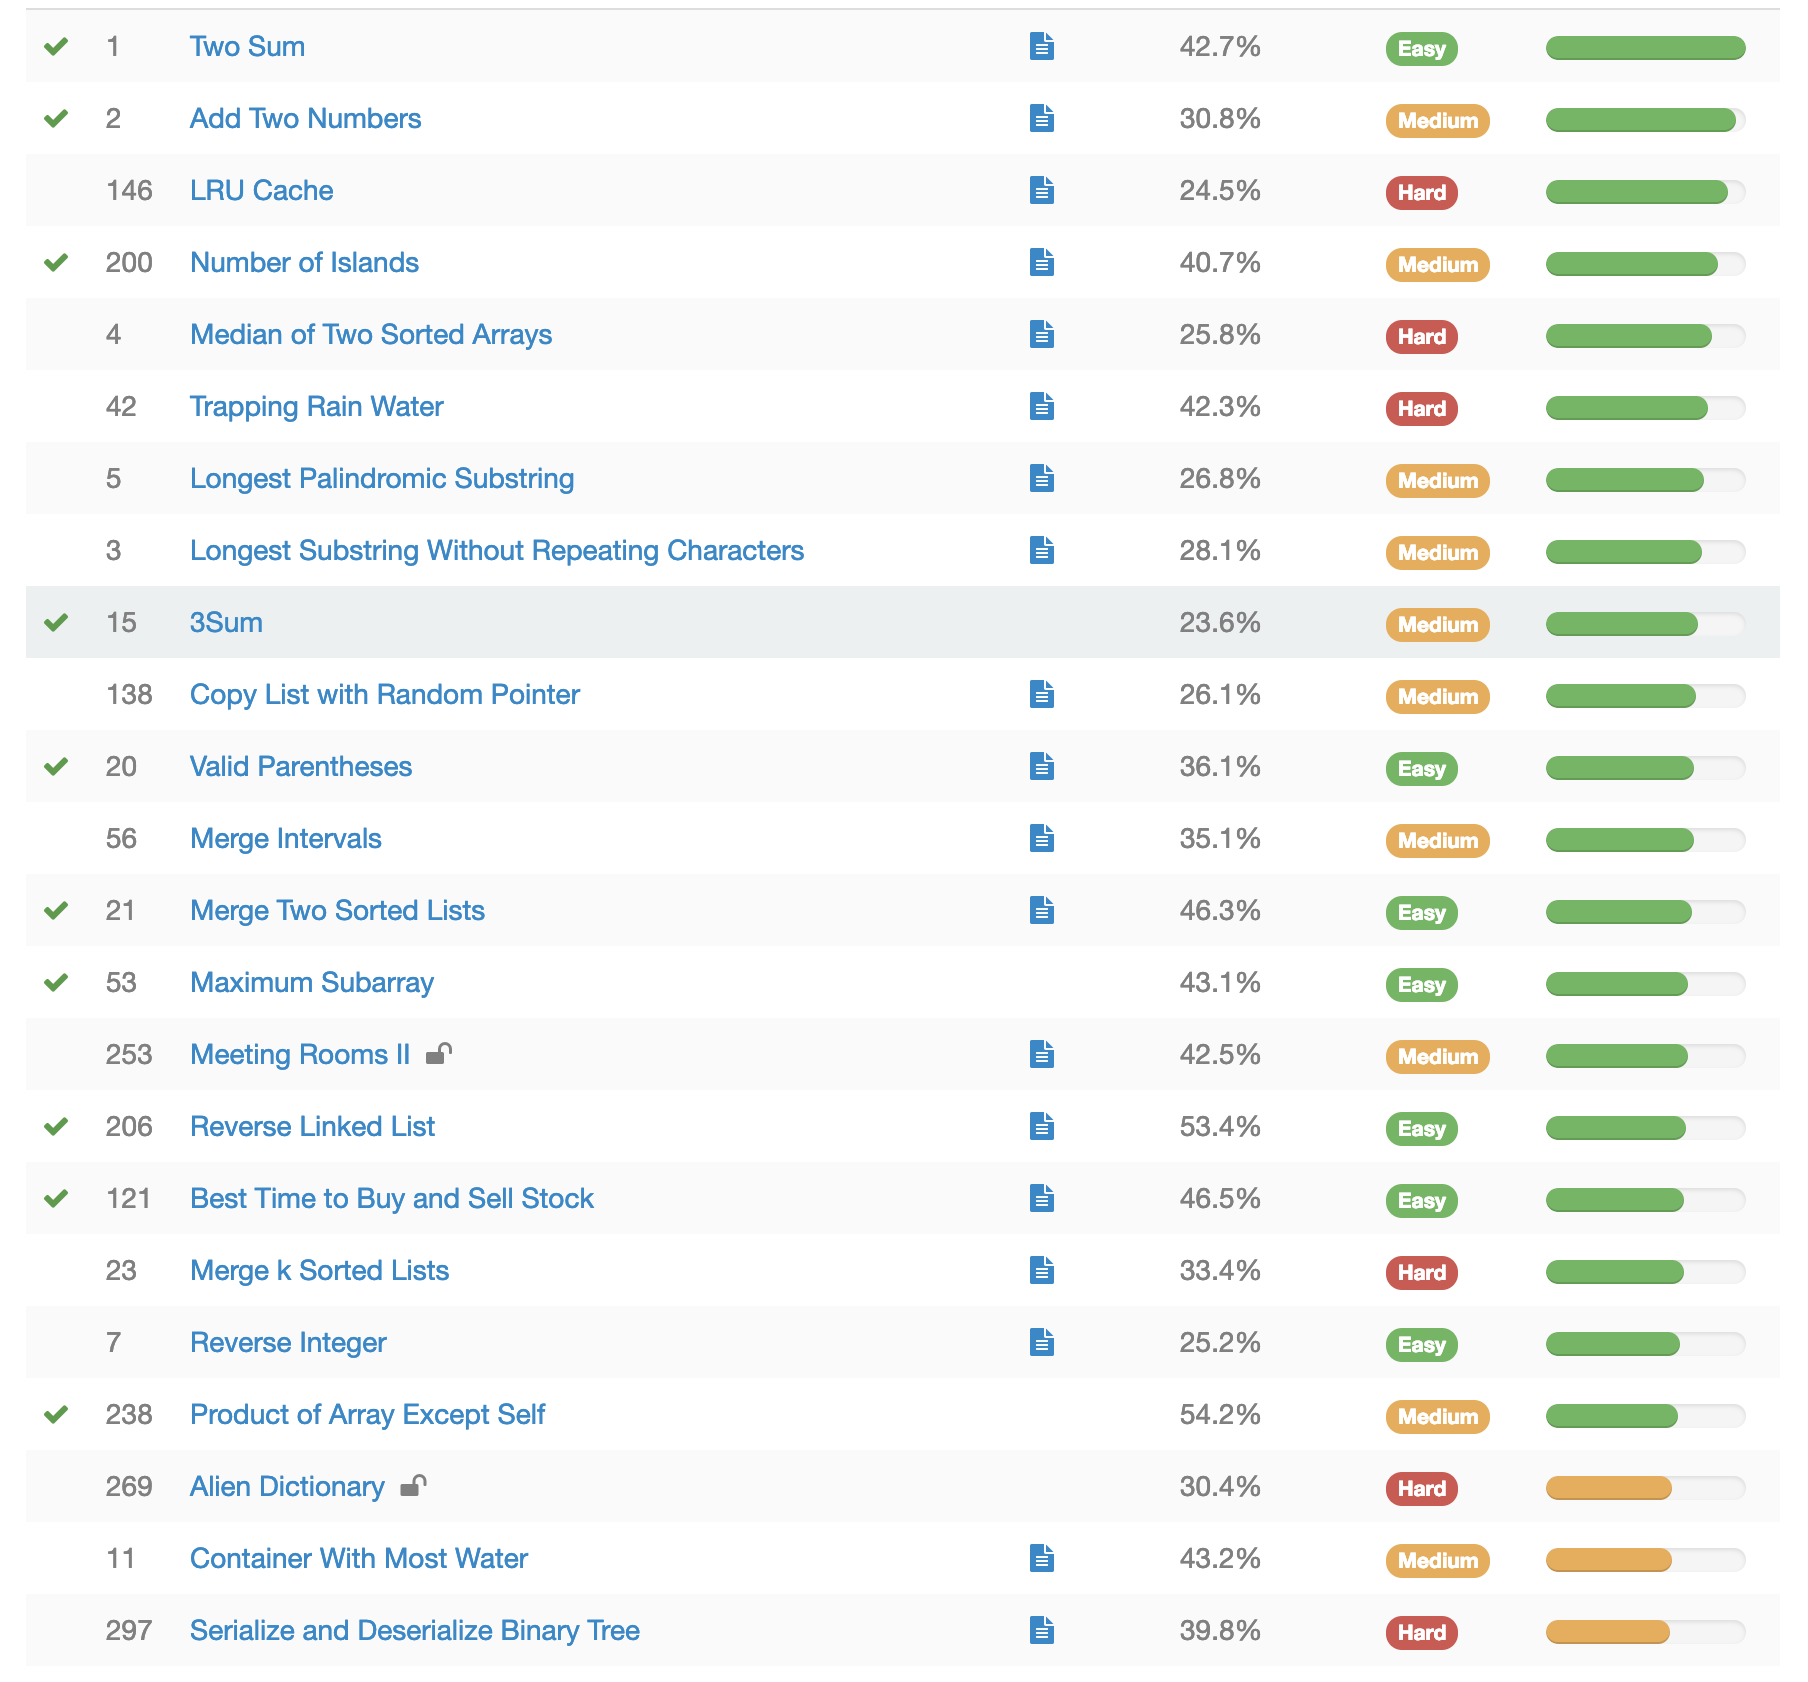 1 Two Sum 42.7% Easy
2 Add Two Numbers 30.8% Medium
146 LRU Cache 24.5% Hard
200 Number of Islands 40.7% Medium
4 Median of Two Sorted Arrays 25.8% Hard
42 Trapping Rain Water 42.3% Hard
5 Longest Palindromic Substring 26.8% Medium
3 Longest Substring Without Repeating Characters 28.1% Medium
15 3Sum 23.6% Medium
138 Copy List with Random Pointer 26.1% Medium
20 Valid Parentheses 36.1% Easy
56 Merge Intervals 35.1% Medium
21 Merge Two Sorted Lists 46.3% Easy
53 Maximum Subarray 43.1% Easy
253 Meeting Rooms II 42.5% Medium
206 Reverse Linked List 53.4% Easy
121 Best Time to Buy and Sell Stock 46.5% Easy
23 Merge k Sorted Lists 33.4% Hard
7 Reverse Integer 25.2% Easy
238 Product of Array Except Self 54.2% Medium
269 Alien Dictionary 30.4% Hard
11 Container With Most Water 43.2% Medium
297 Serialize and Deserialize Binary Tree 39.8% Hard